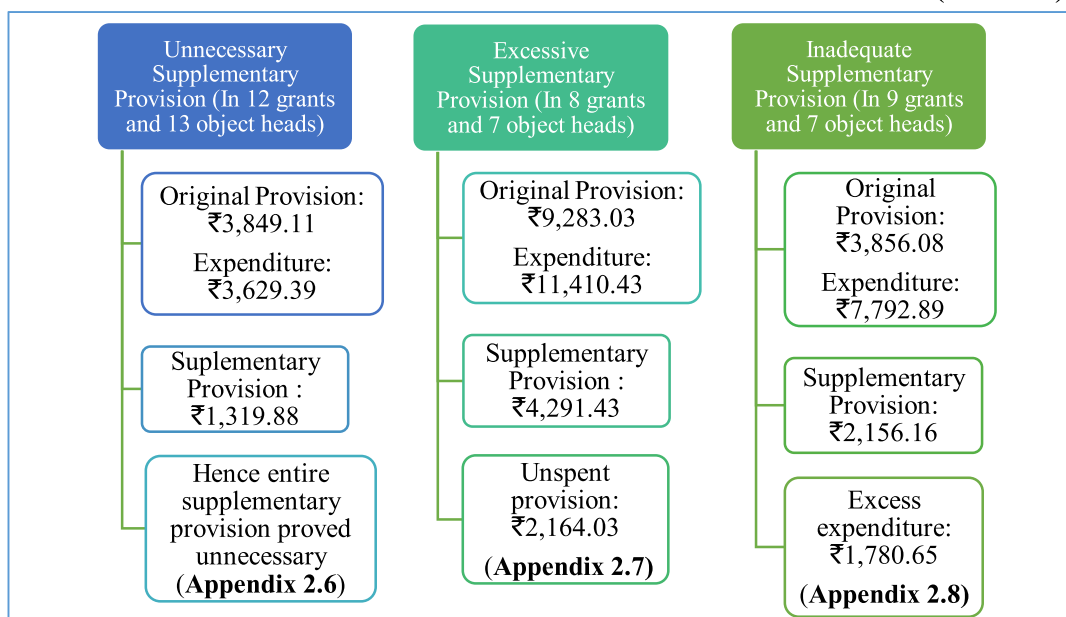 Unnecessary
Supplementary
Provision (In 12 grants
and 13 object heads)
Original Provision:
₹3,849.11
Expenditure:
₹3,629.39
Suplementary
Provision :
₹1,319.88
Hence entire
supplementary
provision proved
unnecessary
(Appendix 2.6)
Excessive
Supplementary
Provision (In 8 grants
and 7 object heads)
Original Provision:
₹9,283.03
Expenditure:
₹11,410.43
Supplementary
Provision :
₹4,291.43
Unspent
provision:
₹2,164.03
(Appendix 2.7)
Inadequate
Supplementary
Provision (In 9 grants
and 7 object heads)
Original
Provision:
₹3,856.08
Expenditure:
₹7,792.89
Supplementary
Provision:
₹2,156.16
Excess
expenditure:
₹1,780.65
(Appendix 2.8)